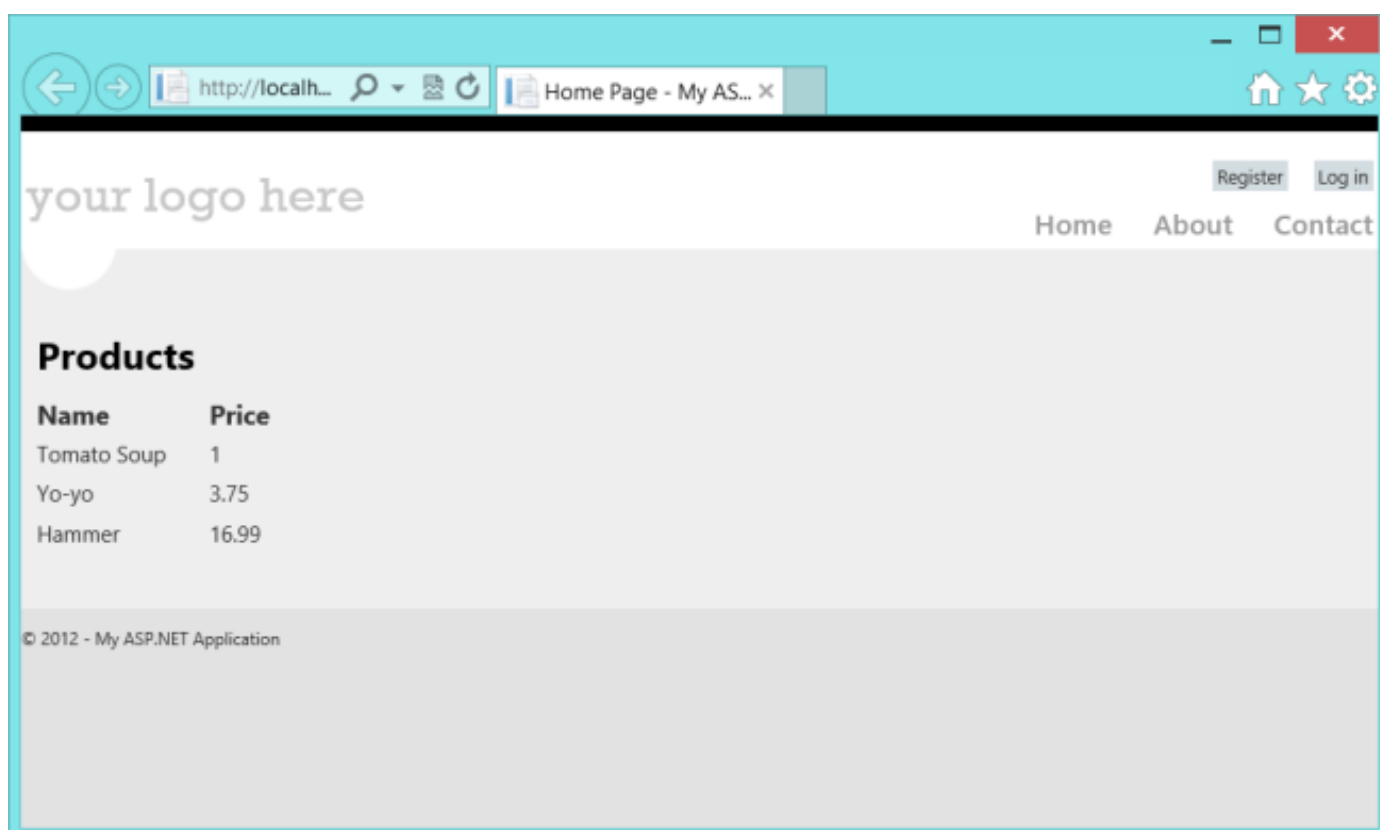 http://localh...
Home Page - My AS...
Register Log in
your logo here
Home About Contact
Products
Name Price
Tomato Soup 1
Yo-yo 3.75
Hammer 16.99
© 2012 - My ASP.NET Application